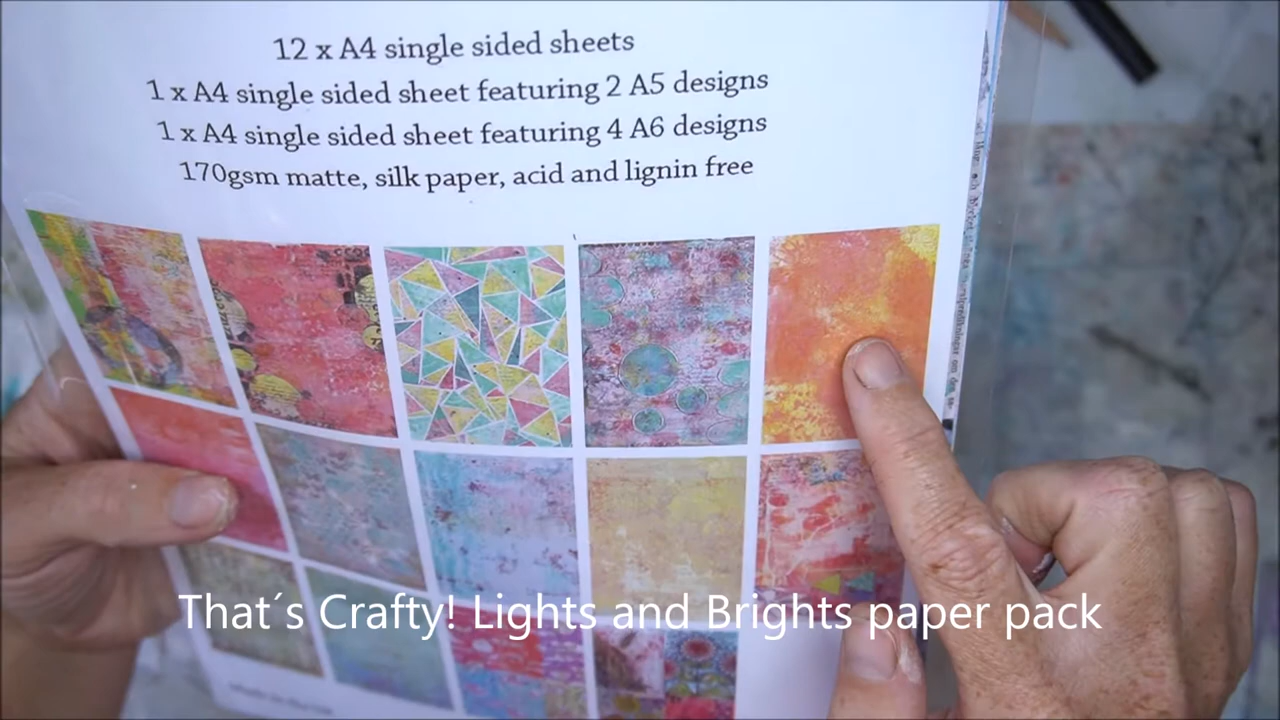 12 x A4 single sided sheets
1 x A4 single sided sheet featuring 2 A5 designs
1 x A4 single sided sheet featuring 4 A6 designs
170gsm matte, silk paper, acid and lignin free
That´s Crafty! Lights and Brights paper pack